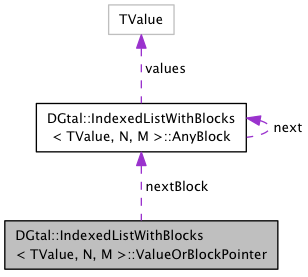 TValue
values
DGtal::IndexedListWithBlocks
< TValue, N, M >::AnyBlock
next
nextBlock
DGtal::IndexedListWithBlocks
< TValue, N, M >::ValueOrBlockPointer